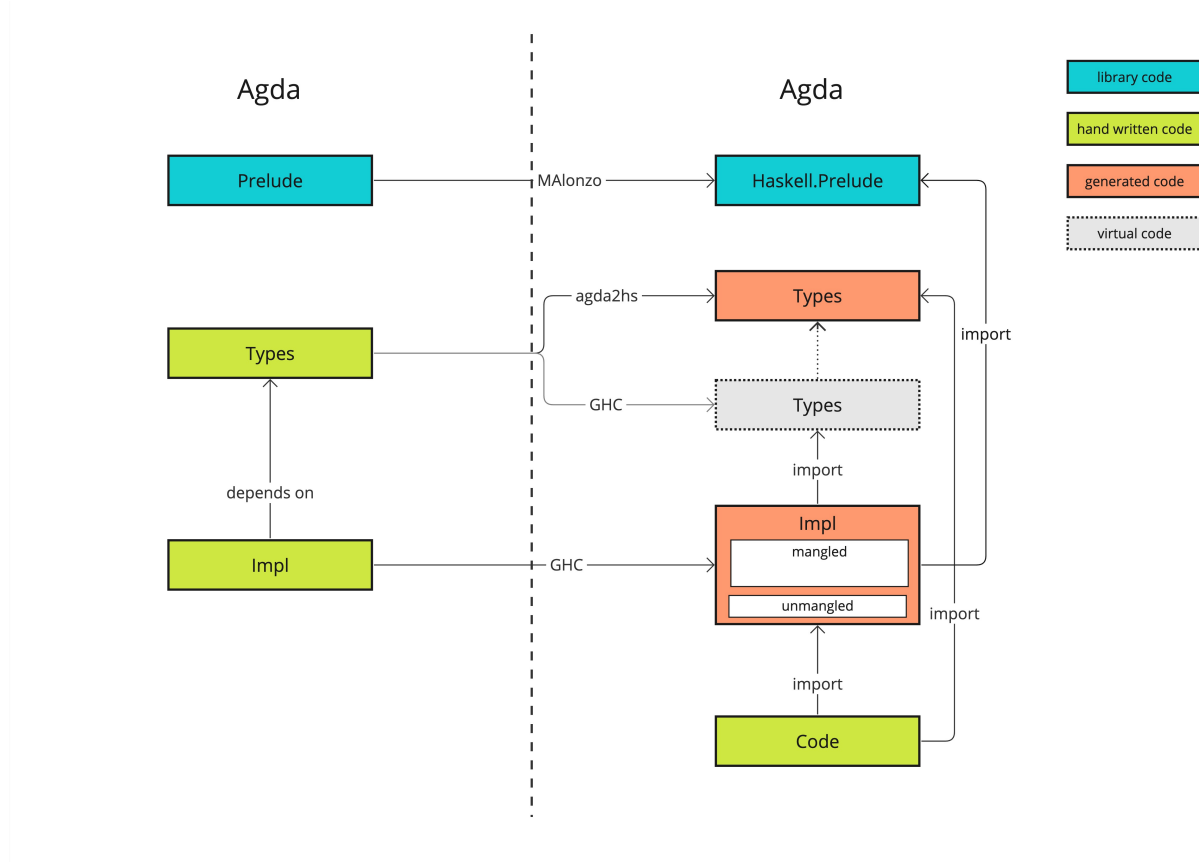 Agda
Agda
library code
hand written code
generated code
virtual code
Prelude
MAlonzo
Haskell.Prelude
agda2hs
Types
import
Types
GHC
Types
import
depends on
Impl
mangled
Impl
GHC
unmangled
import
import
Code